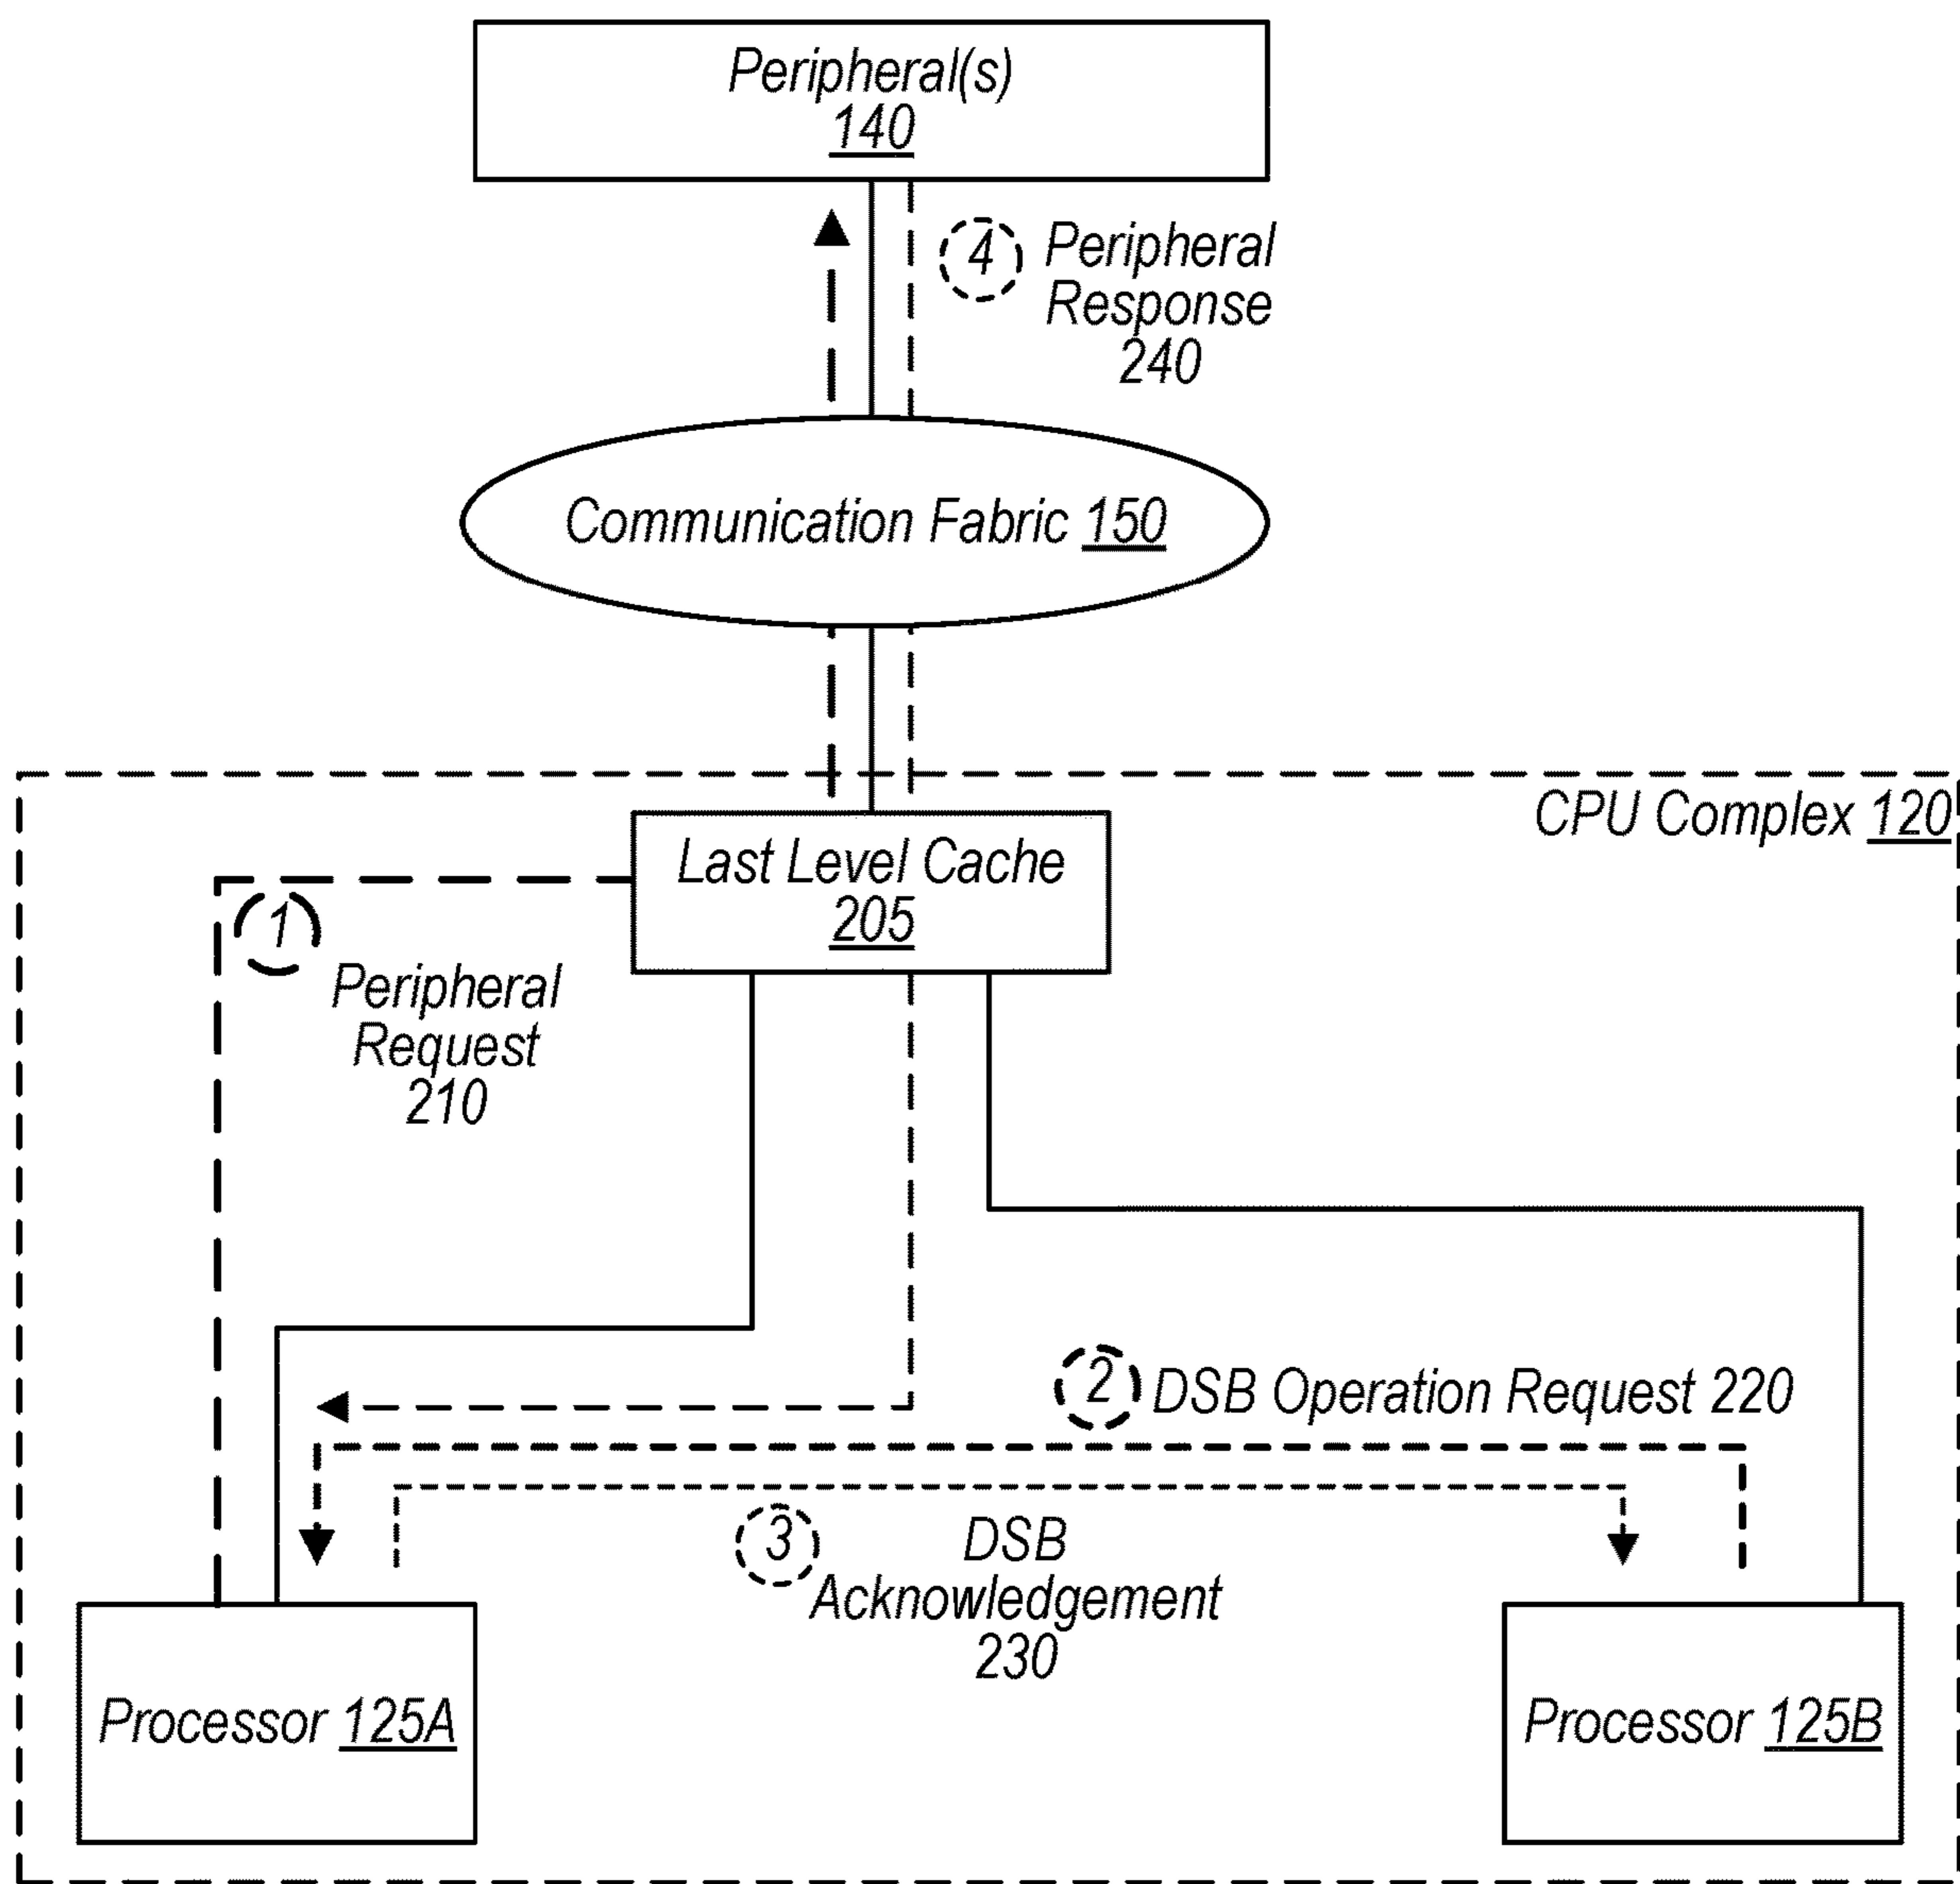 Peripheral(s)
140
4
Peripheral
Response
240
Communication Fabric 150
CPU Complex 120
Last Level Cache
205
1
Peripheral
Request
210
2 DSB Operation Request 220
3
DSB
Acknowledgement
230
Processor 125A
Processor 125B